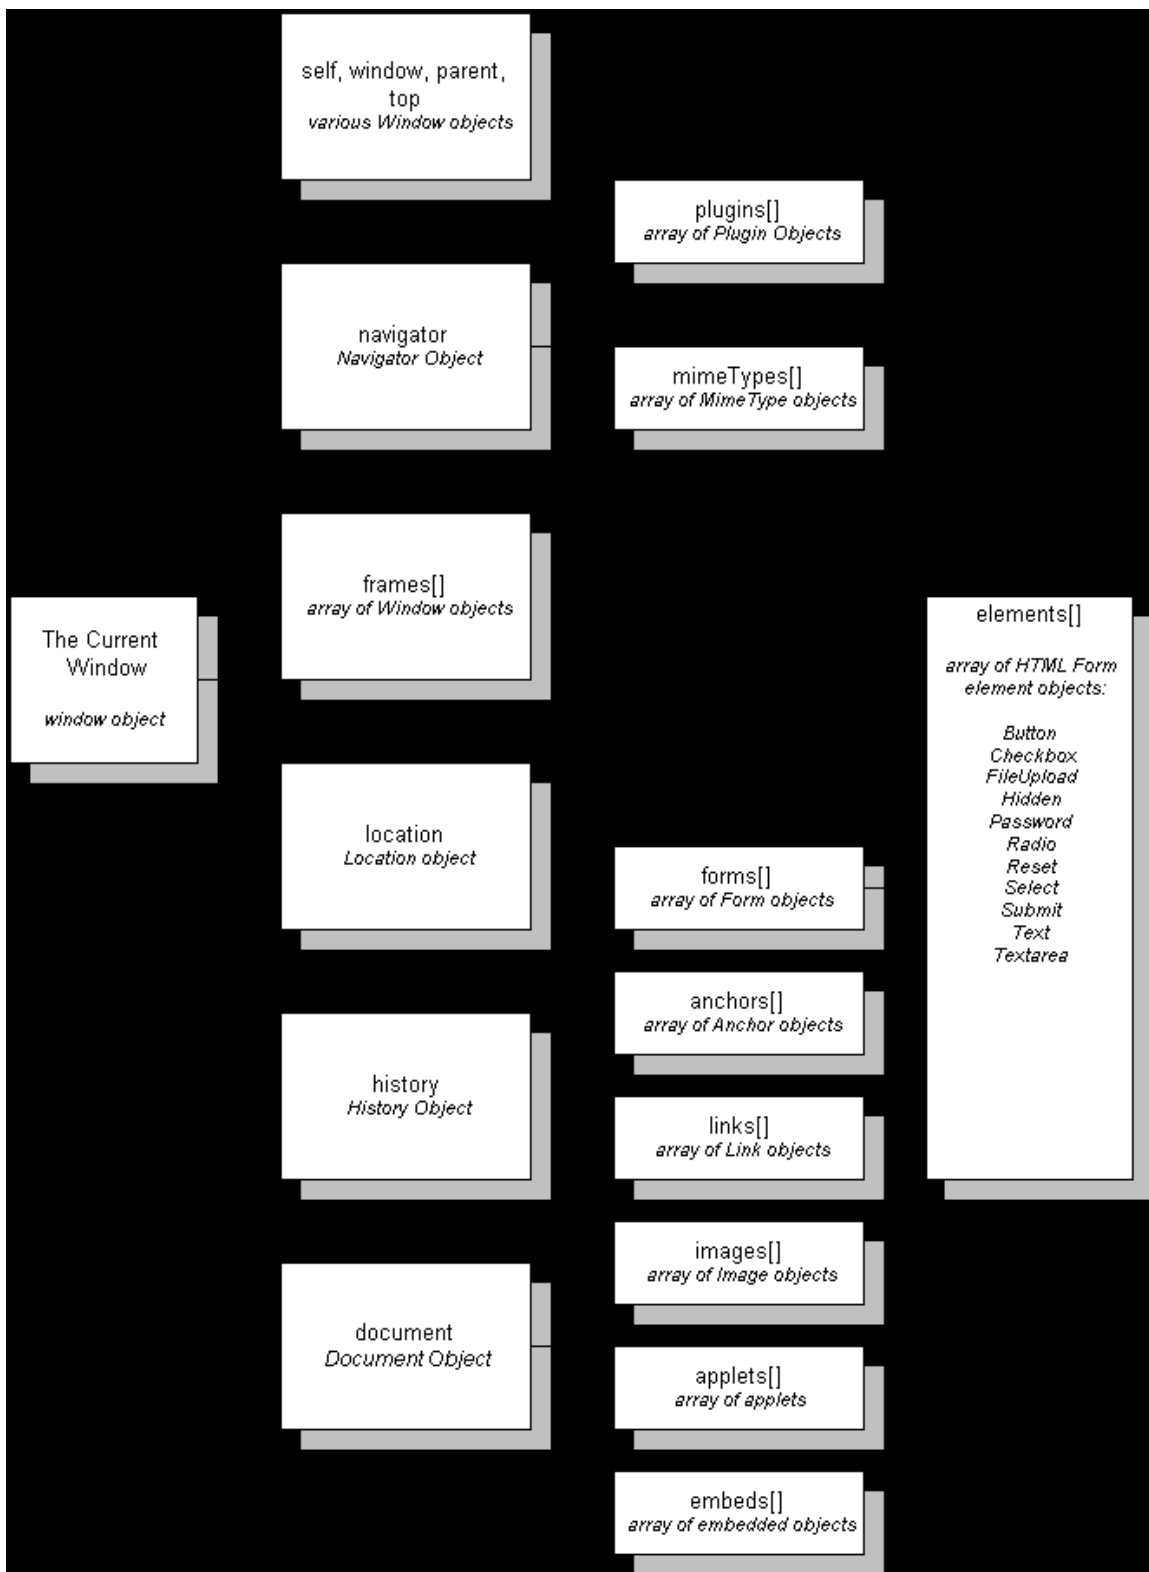 The Current
Window
window object
self, window, parent,
top
various Window objects
navigator
Navigator Object
frames[]
array of Window objects
location
Location object
history
History Object
document
Document Object
plugins[]
array of Plugin Objects
mimeTypes[]
array of MimeType objects
forms[]
array of Form objects
anchors[]
array of Anchor objects
links[]
array of Link objects
images[]
array of Image objects
applets[]
array of applets
embeds[]
array of embedded objects
elements[]
array of HTML Form
element objects:
Button
Checkbox
FileUpload
Hidden
Password
Radio
Reset
Select
Submit
Text
Textarea